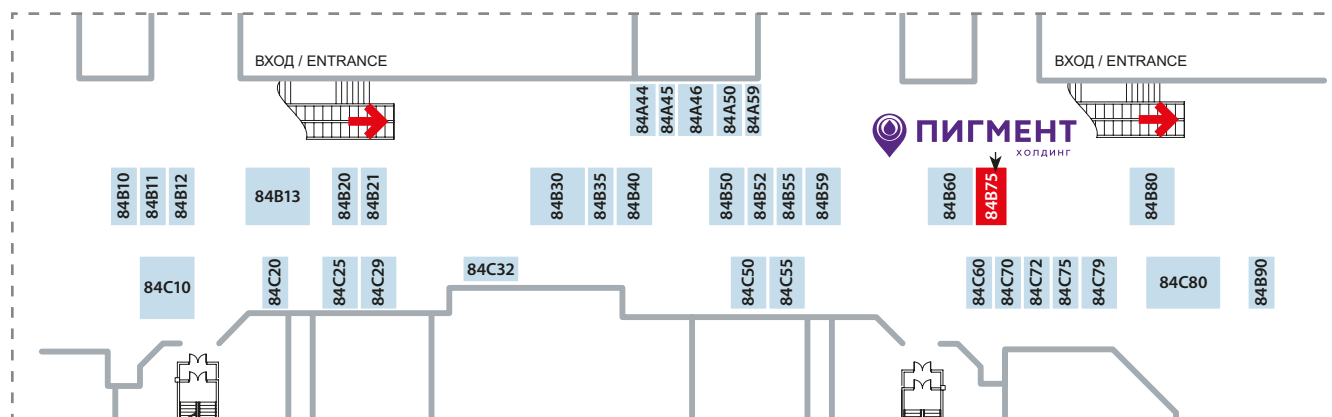 ВХОД / ENTRANCE
ВХОД / ENTRANCE
84A44
84A45
84A46
84A50
84A59
ПИГМЕНТ
ХОЛДИНГ
84B10
84B11
84B12
84B13
84B20
84B21
84B30
84B35
84B40
84B50
84B52
84B55
84B59
84B60
84B75
84B80
84C10
84C20
84C25
84C29
84C32
84C50
84C55
84C60
84C70
84C72
84C75
84C79
84C80
84B90